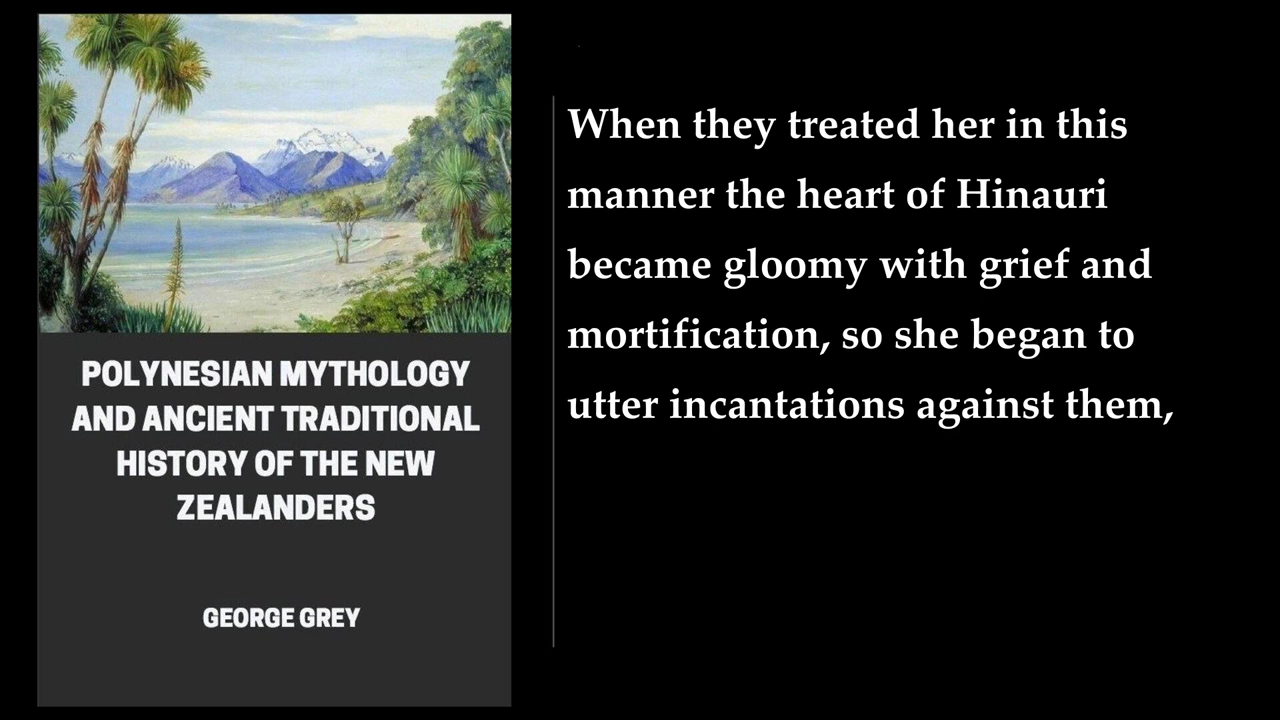 POLYNESIAN MYTHOLOGY
AND ANCIENT TRADITIONAL
HISTORY OF THE NEW
ZEALANDERS
GEORGE GREY
When they treated her in this
manner the heart of Hinauri
became gloomy with grief and
mortification, so she began to
utter incantations against them,